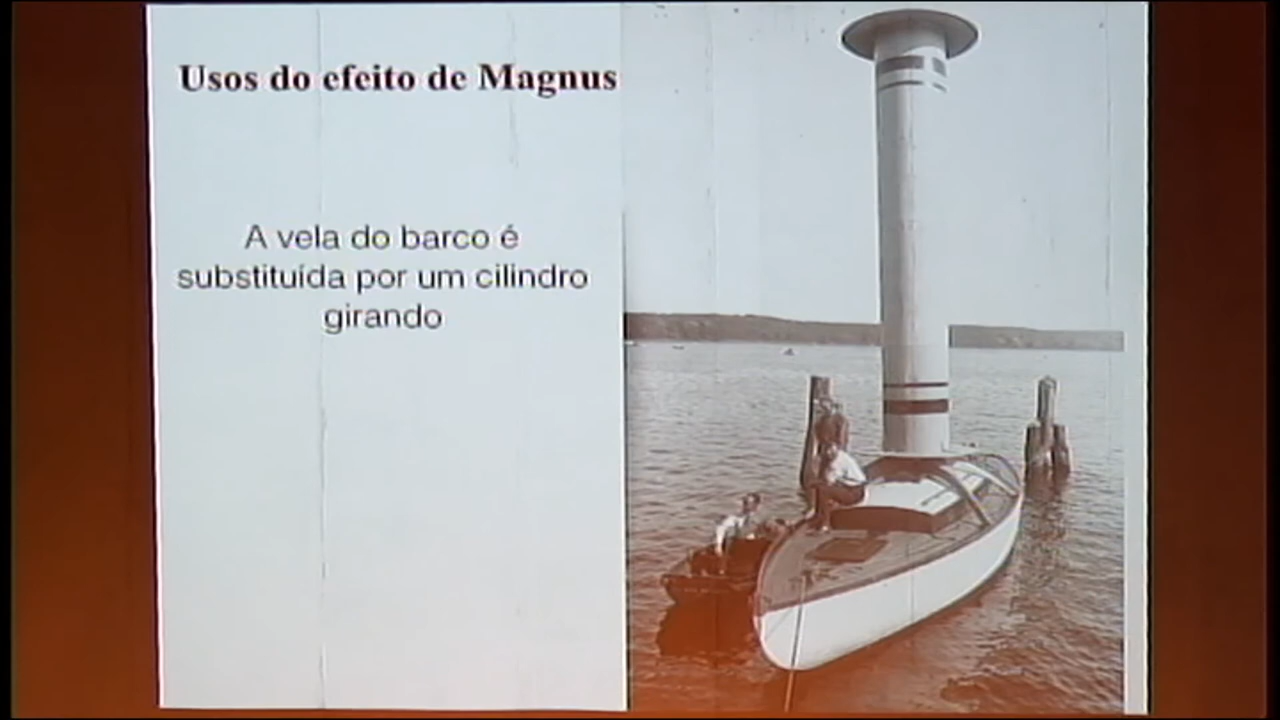 Usos do efeito de Magnus
A vela do barco é
substituída por um cilindro
girando